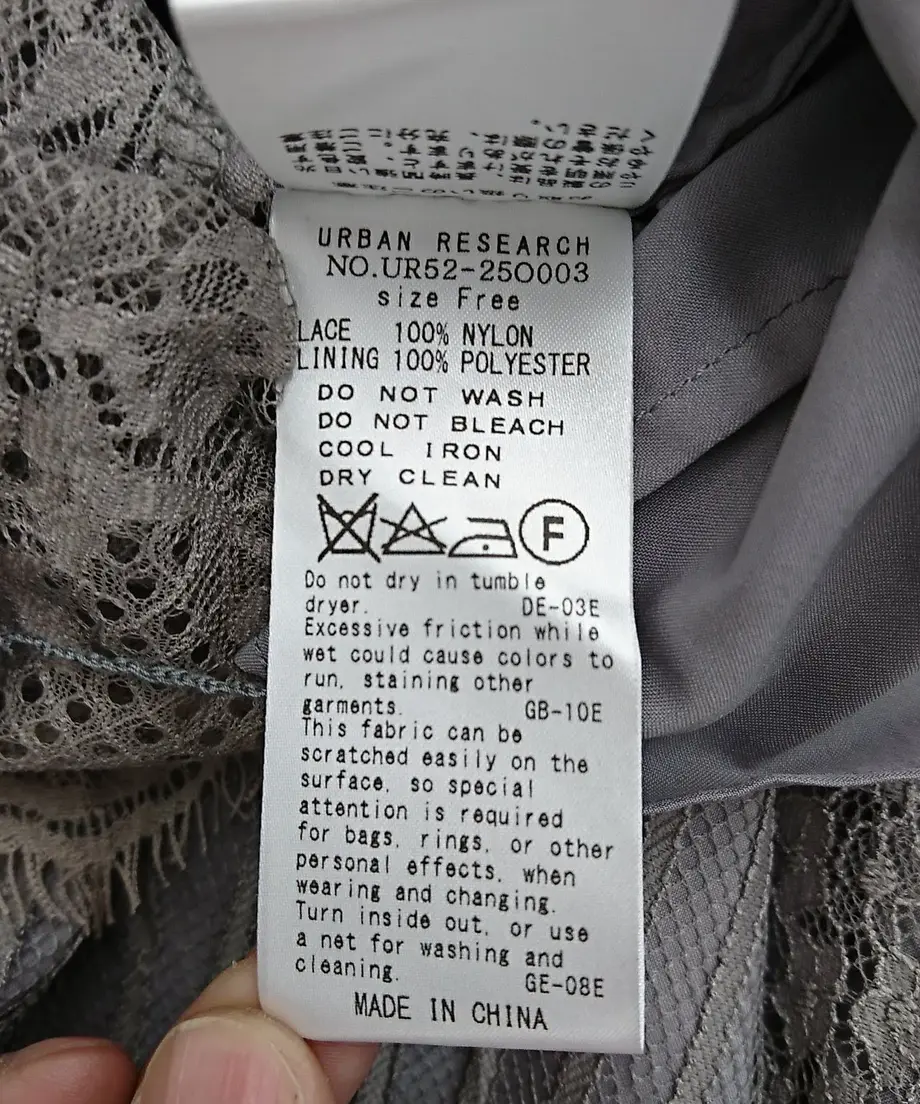 URBAN RESEARCH
NO.UR52-250003
size Free
LACE 100% NYLON
LINING 100% POLYESTER
DO NOT WASH
DO NOT BLEACH
COOL IRON
DRY CLEAN
F
Do not dry in tumble
dryer. DE-03E
Excessive friction while
wet could cause colors to
run, staining other
garments. GB-10E
This fabric can be
scratched easily on the
surface, so special
attention is required
for bags, rings, or other
personal effects, when
wearing and changing.
Turn inside out, or use
a net for washing and
cleaning. GE-08E
MADE IN CHINA